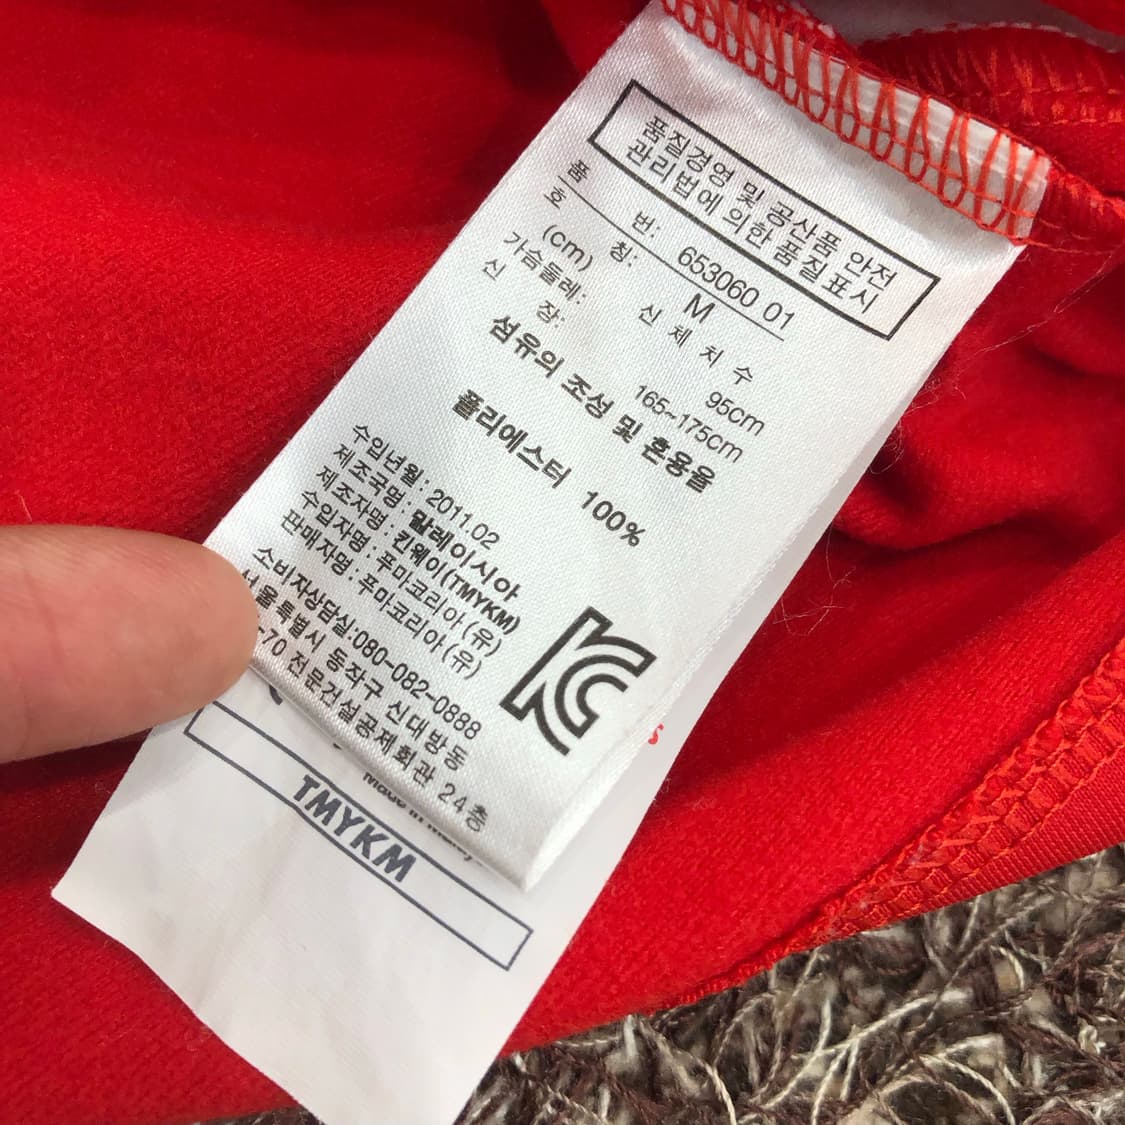 품질경영 및 공산품 안전
관리법에 의한 품질표시
품 번: 653060 01
호 칭: M
(cm) 신 체 치 수
가슴둘레: 95cm
신 장: 165~175cm
섬유의 조성 및 혼용율
폴리에스터 100%
수입년월: 2011.02
제조국명: 말레이시아
제조자명: 킨웨이(TMYKM)
수입자명: 푸마코리아(유)
판매자명: 푸마코리아(유)
소비자상담실:080-082-0888
서울특별시 동작구 신대방동
-70 전문건설공제회관 24층
KC
S
Made in
TMYKM